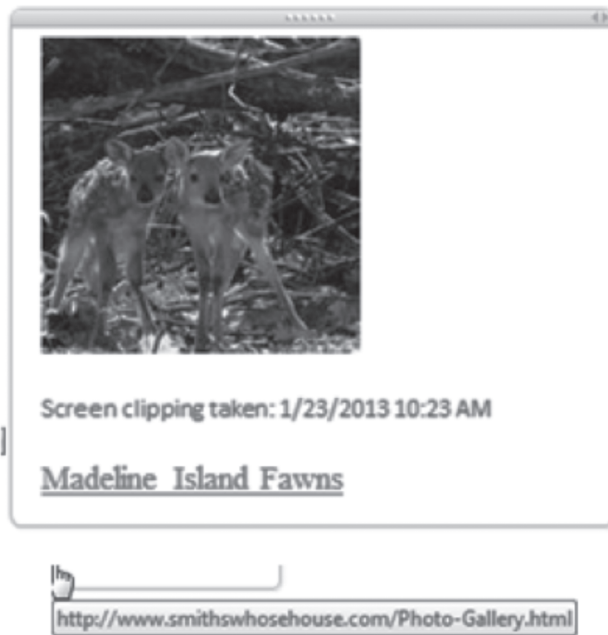 Screen clipping taken: 1/23/2013 10:23 AM
Madeline Island Fawns
http://www.smithswhosehouse.com/Photo-Gallery.html